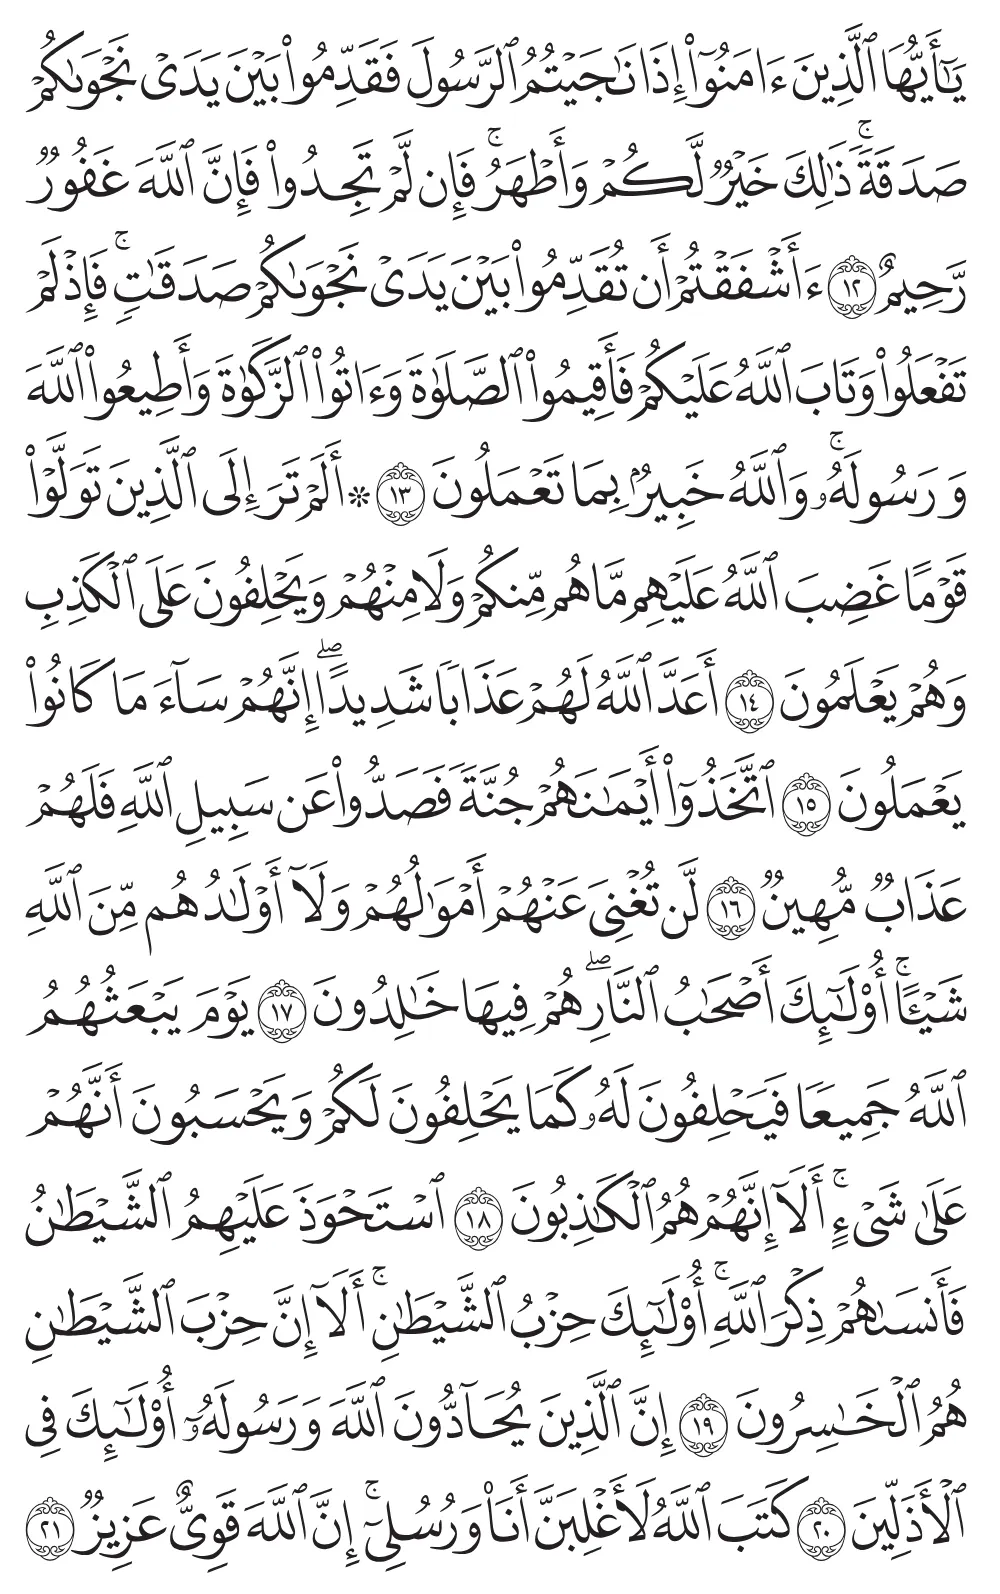 يَٰٓأَيُّهَا ٱلَّذِينَ ءَامَنُوٓا۟ إِذَا نَٰجَيْتُمُ ٱلرَّسُولَ فَقَدِّمُوا۟ بَيْنَ يَدَىْ نَجْوَىٰكُمْ
صَدَقَةًۚ ذَٰلِكَ خَيْرٌ لَّكُمْ وَأَطْهَرُۚ فَإِن لَّمْ تَجِدُوا۟ فَإِنَّ ٱللَّهَ غَفُورٌ
رَّحِيمٌ ١٢ ءَأَشْفَقْتُمْ أَن تُقَدِّمُوا۟ بَيْنَ يَدَىْ نَجْوَىٰكُمْ صَدَقَٰتٍۚ فَإِذْ لَمْ
تَفْعَلُوا۟ وَتَابَ ٱللَّهُ عَلَيْكُمْ فَأَقِيمُوا۟ ٱلصَّلَوٰةَ وَءَاتُوا۟ ٱلزَّكَوٰةَ وَأَطِيعُوا۟ ٱللَّهَ
وَرَسُولَهُۥۚ وَٱللَّهُ خَبِيرٌۢ بِمَا تَعْمَلُونَ ١٣ ۞ أَلَمْ تَرَ إِلَى ٱلَّذِينَ تَوَلَّوْا۟
قَوْمًا غَضِبَ ٱللَّهُ عَلَيْهِم مَّا هُم مِّنكُمْ وَلَا مِنْهُمْ وَيَحْلِفُونَ عَلَى ٱلْكَذِبِ
وَهُمْ يَعْلَمُونَ ١٤ أَعَدَّ ٱللَّهُ لَهُمْ عَذَابًا شَدِيدًاۖ إِنَّهُمْ سَآءَ مَا كَانُوا۟
يَعْمَلُونَ ١٥ ٱتَّخَذُوٓا۟ أَيْمَٰنَهُمْ جُنَّةً فَصَدُّوا۟ عَن سَبِيلِ ٱللَّهِ فَلَهُمْ
عَذَابٌ مُّهِينٌ ١٦ لَّن تُغْنِىَ عَنْهُمْ أَمْوَٰلُهُمْ وَلَآ أَوْلَٰدُهُم مِّنَ ٱللَّهِ
شَيْـًٔاۚ أُو۟لَٰٓئِكَ أَصْحَٰبُ ٱلنَّارِۖ هُمْ فِيهَا خَٰلِدُونَ ١٧ يَوْمَ يَبْعَثُهُمُ
ٱللَّهُ جَمِيعًا فَيَحْلِفُونَ لَهُۥ كَمَا يَحْلِفُونَ لَكُمْ وَيَحْسَبُونَ أَنَّهُمْ
عَلَىٰ شَىْءٍۚ أَلَآ إِنَّهُمْ هُمُ ٱلْكَٰذِبُونَ ١٨ ٱسْتَحْوَذَ عَلَيْهِمُ ٱلشَّيْطَٰنُ
فَأَنسَىٰهُمْ ذِكْرَ ٱللَّهِۚ أُو۟لَٰٓئِكَ حِزْبُ ٱلشَّيْطَٰنِۚ أَلَآ إِنَّ حِزْبَ ٱلشَّيْطَٰنِ
هُمُ ٱلْخَٰسِرُونَ ١٩ إِنَّ ٱلَّذِينَ يُحَآدُّونَ ٱللَّهَ وَرَسُولَهُۥٓ أُو۟لَٰٓئِكَ فِى
ٱلْأَذَلِّينَ ٢٠ كَتَبَ ٱللَّهُ لَأَغْلِبَنَّ أَنَا۠ وَرُسُلِىٓۚ إِنَّ ٱللَّهَ قَوِىٌّ عَزِيزٌ ٢١